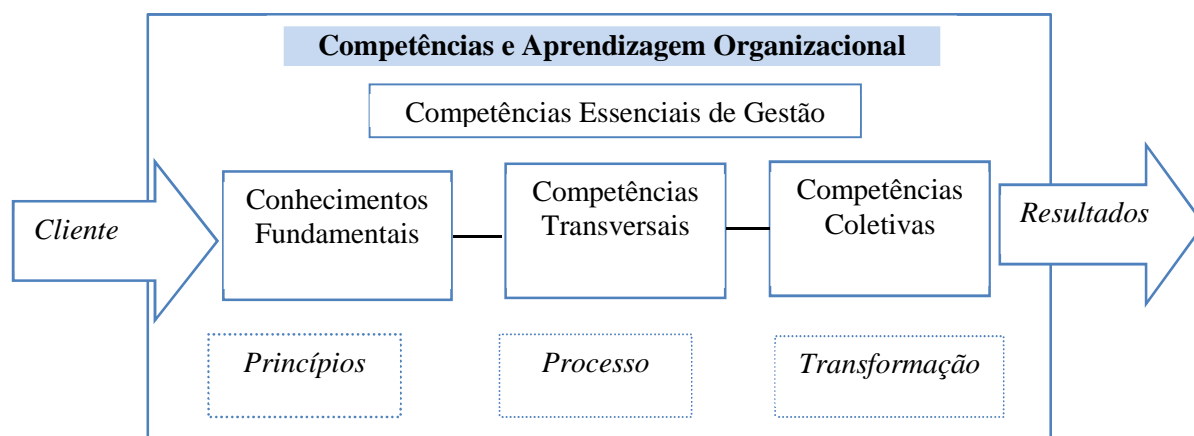 Competências e Aprendizagem Organizacional
Competências Essenciais de Gestão
Cliente
Conhecimentos
Fundamentais
Competências
Transversais
Competências
Coletivas
Resultados
Princípios
Processo
Transformação